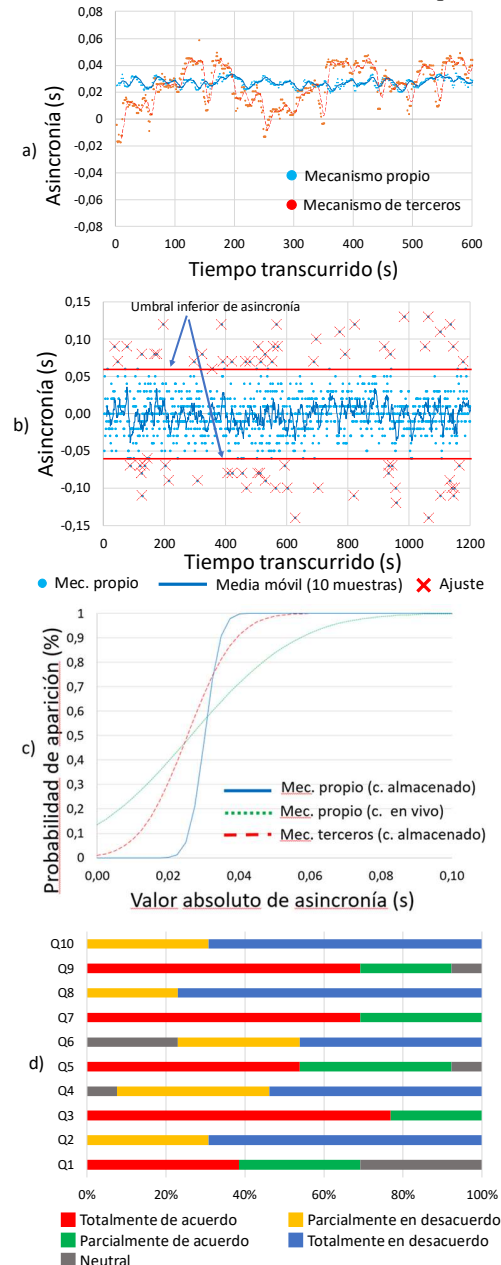 0,08
0,06
0,04
0,02
0
-0,02
-0,04
-0,06
-0,08
Asincronía (s)
a)
Mecanismo propio
Mecanismo de terceros
0 100 200 300 400 500 600
Tiempo transcurrido (s)
0,15
0,10
0,05
0,00
-0,05
-0,10
-0,15
Asincronía (s)
b)
Umbral inferior de asincronía
0 200 400 600 800 1000 1200
Tiempo transcurrido (s)
Mec. propio Media móvil (10 muestras) Ajuste
1
0,9
0,8
0,7
0,6
0,5
0,4
0,3
0,2
0,1
0
Probabilidad de aparición (%)
c)
Mec. propio (c. almacenado)
Mec. propio (c. en vivo)
Mec. terceros (c. almacenado)
0,00 0,02 0,04 0,06 0,08 0,10
Valor absoluto de asincronía (s)
d)
Q10
Q9
Q8
Q7
Q6
Q5
Q4
Q3
Q2
Q1
0% 20% 40% 60% 80% 100%
Totalmente de acuerdo Parcialmente en desacuerdo
Parcialmente de acuerdo Totalmente en desacuerdo
Neutral